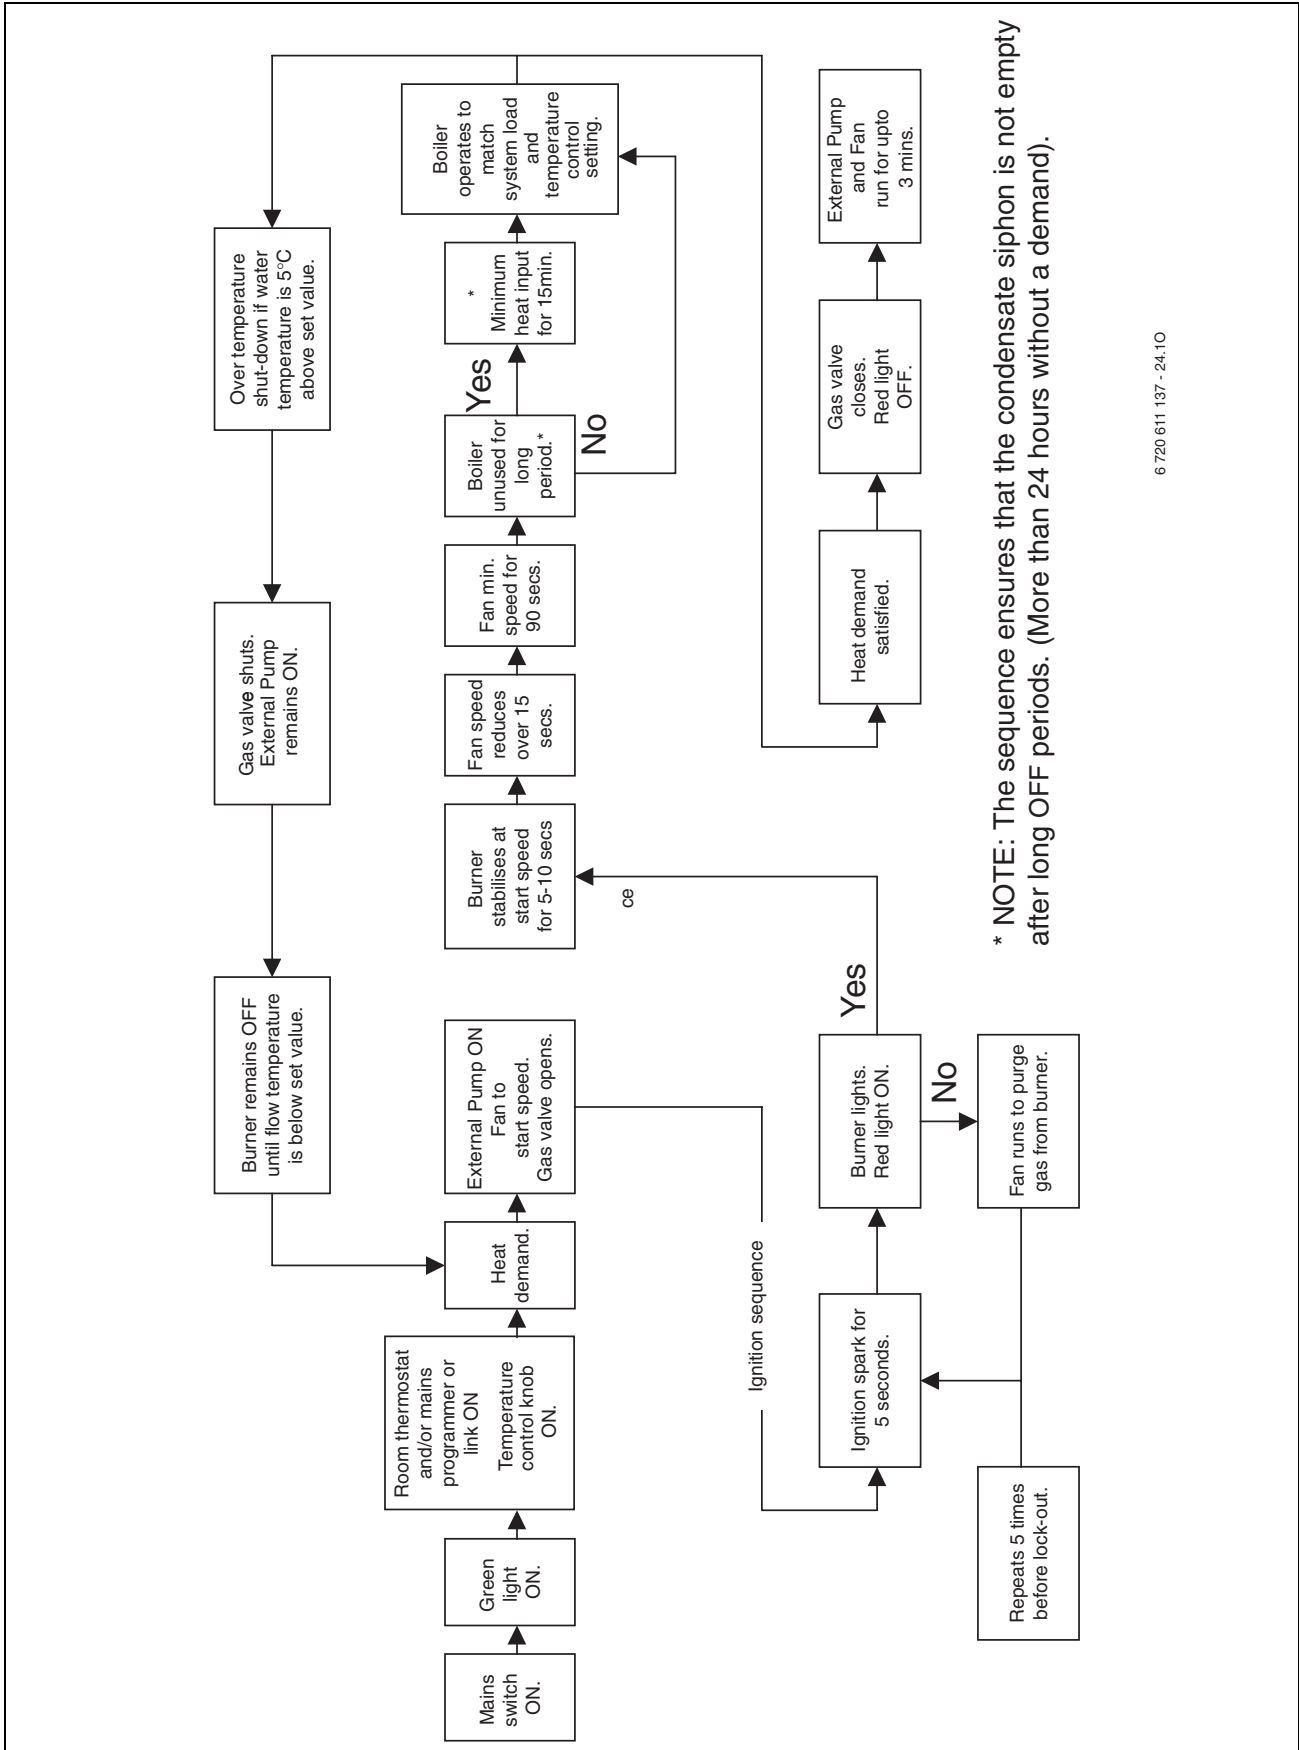 Over temperature
shut-down if water
temperature is 5°C
above set value.
Gas valve shuts.
External Pump
remains ON.
Burner remains OFF
until flow temperature
is below set value.
Mains
switch
ON.
Green
light
ON.
Room thermostat
and/or mains
programmer or
link ON
Temperature
control knob
ON.
Heat
demand.
External Pump ON
Fan to
start speed.
Gas valve opens.
Burner
stabilises at
start speed
for 5-10 secs
Fan speed
reduces
over 15
secs.
Fan min.
speed for
90 secs.
Boiler
unused for
long
period.*
Yes
No
*
Minimum
heat input
for 15min.
Boiler
operates to
match
system load
and
temperature
control
setting.
ce
Ignition sequence
Ignition spark for
5 seconds.
Burner lights.
Red light ON.
Yes
No
Fan runs to purge
gas from burner.
Repeats 5 times
before lock-out.
Heat demand
satisfied.
Gas valve
closes.
Red light
OFF.
External Pump
and Fan
run for upto
3 mins.
* NOTE: The sequence ensures that the condensate siphon is not empty
after long OFF periods. (More than 24 hours without a demand).
6 720 611 137 - 24.1O